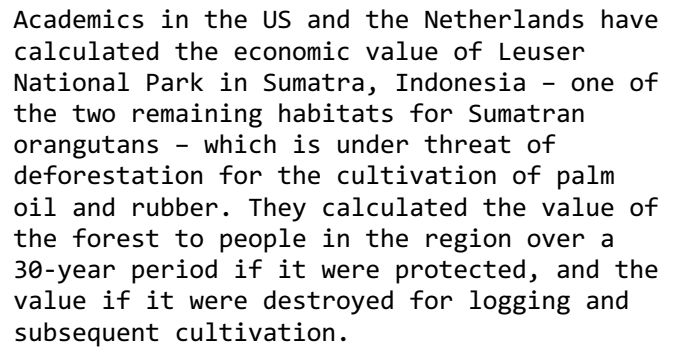 Academics in the US and the Netherlands have
calculated the economic value of Leuser
National Park in Sumatra, Indonesia – one of
the two remaining habitats for Sumatran
orangutans – which is under threat of
deforestation for the cultivation of palm
oil and rubber. They calculated the value of
the forest to people in the region over a
30-year period if it were protected, and the
value if it were destroyed for logging and
subsequent cultivation.